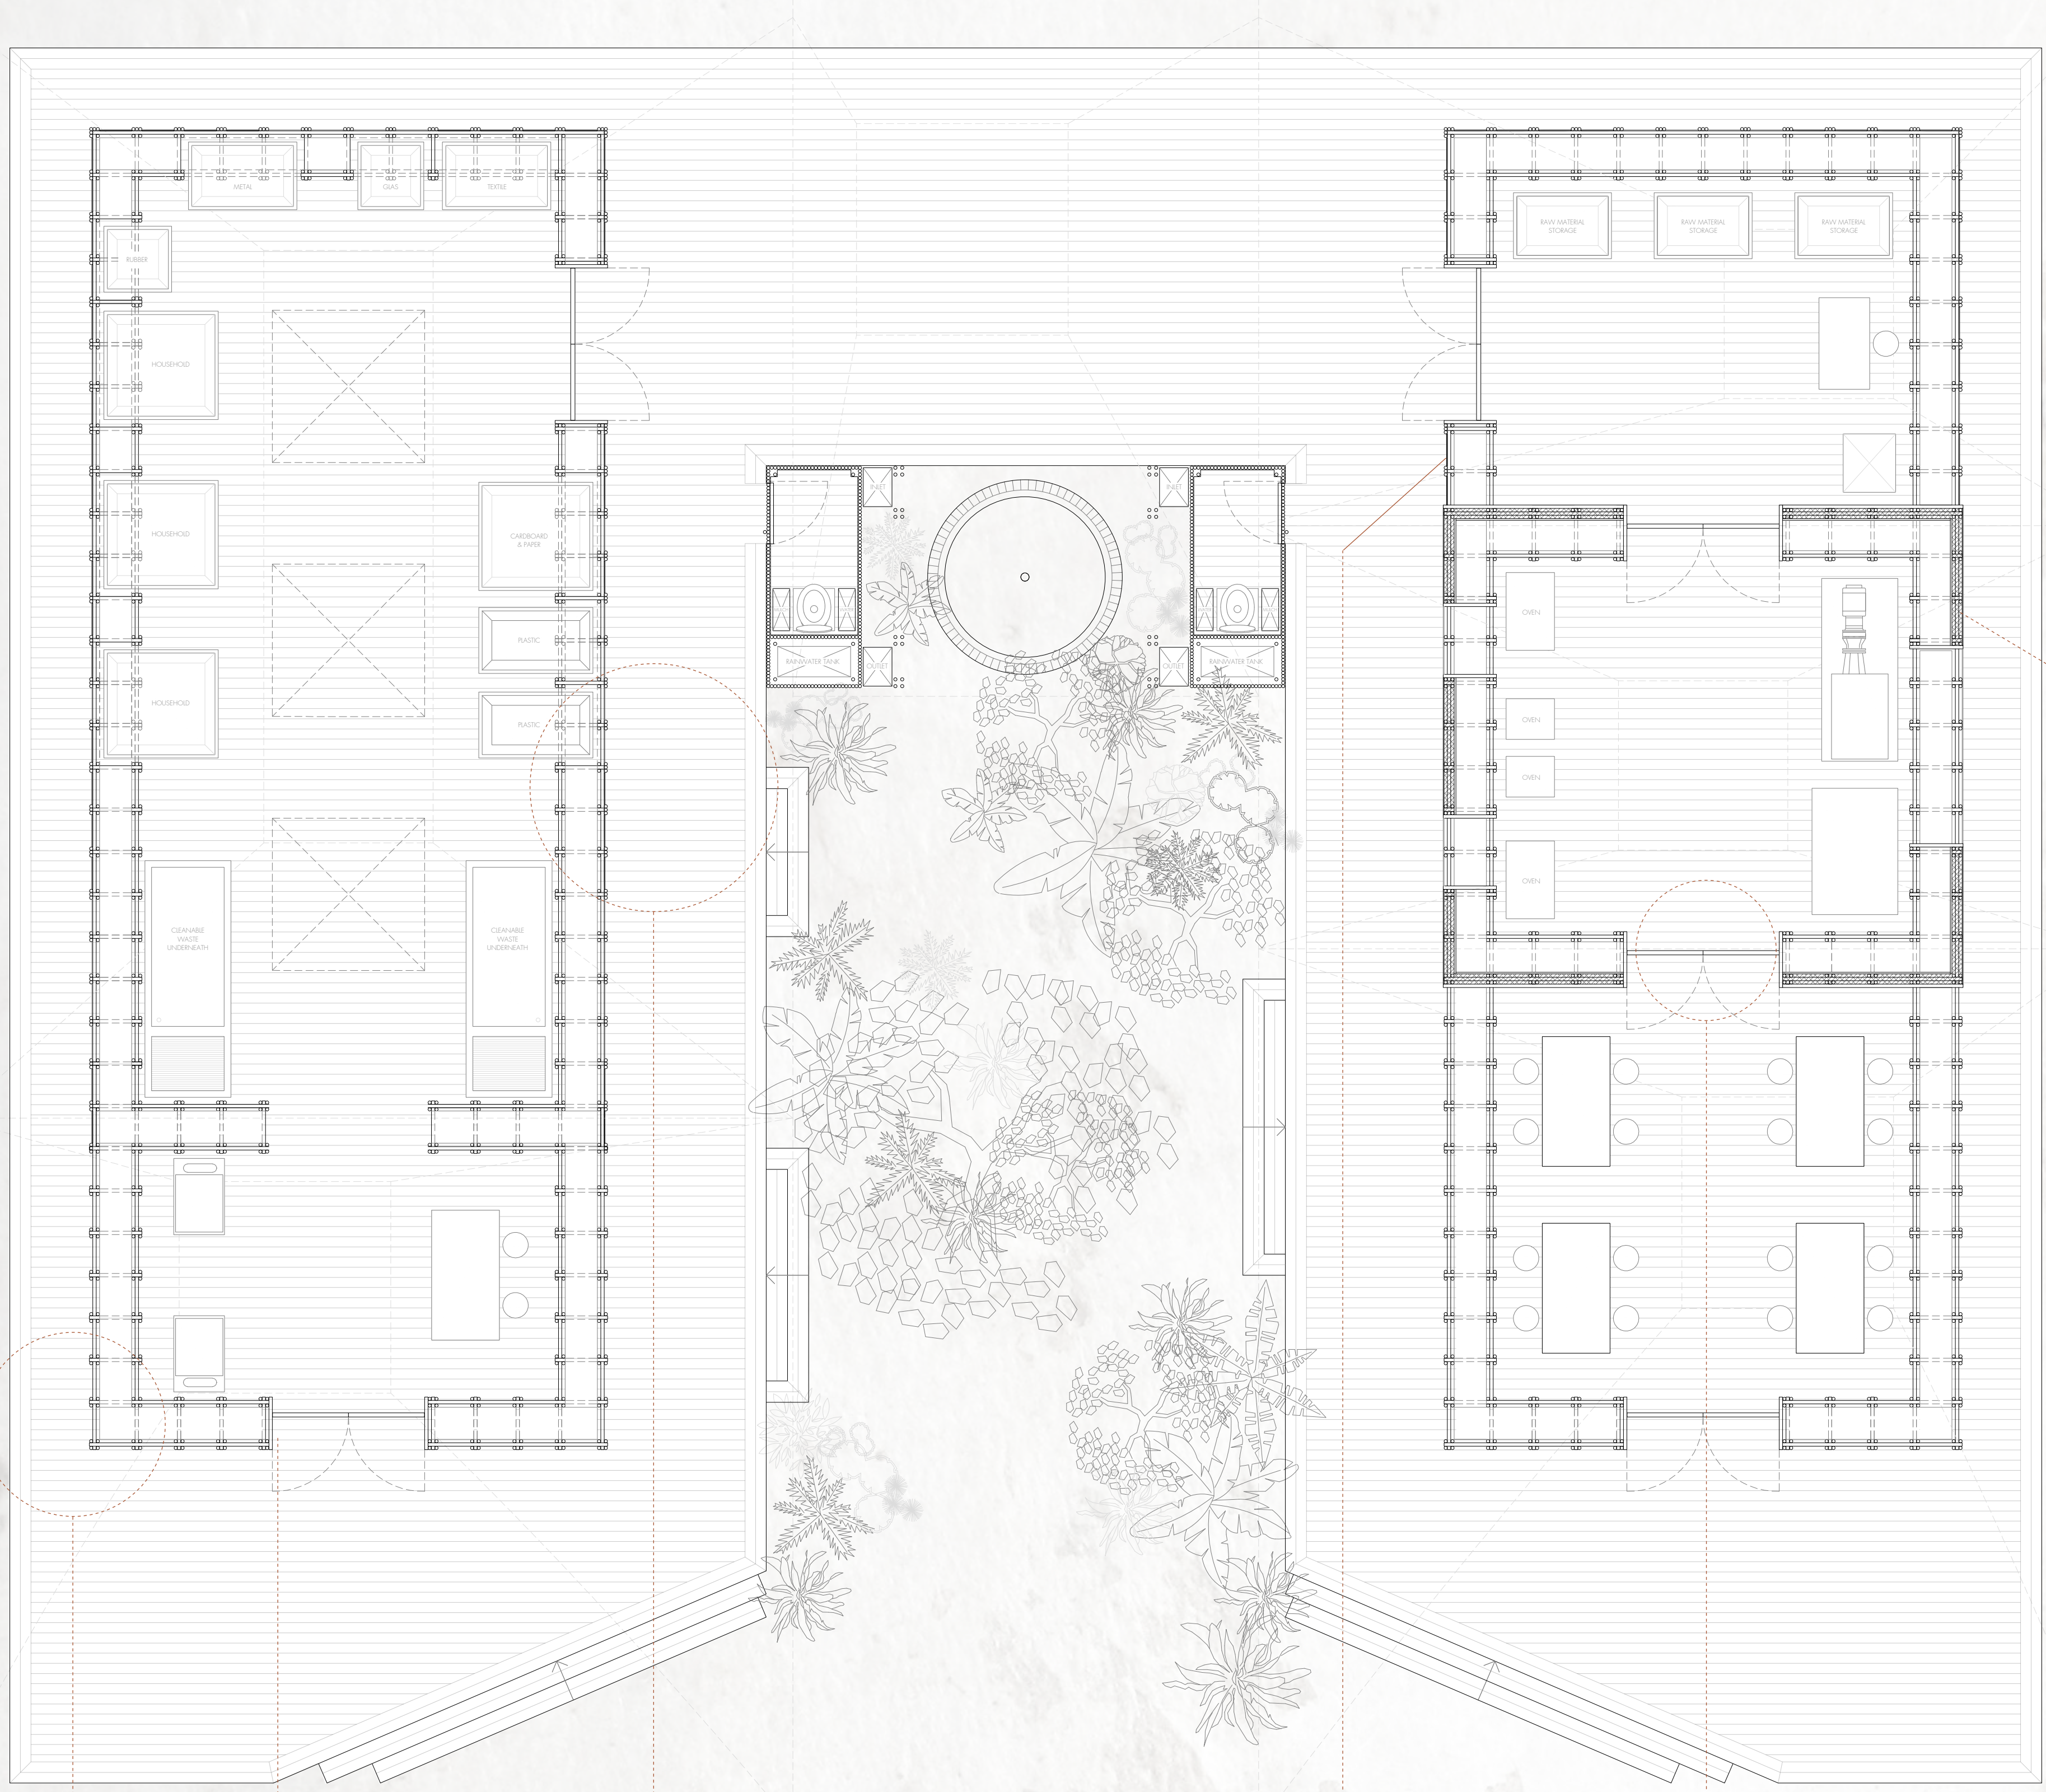 METAL
GLAS
TEXTILE
RUBBER
HOUSEHOLD
HOUSEHOLD
HOUSEHOLD
CARDBOARD
& PAPER
PLASTIC
PLASTIC
CLEANABLE
WASTE
UNDERNEATH
CLEANABLE
WASTE
UNDERNEATH
INLET
INLET
RAINWATER TANK
OUTLET
OUTLET
RAINWATER TANK
RAW MATERIAL
STORAGE
RAW MATERIAL
STORAGE
RAW MATERIAL
STORAGE
OVEN
OVEN
OVEN
OVEN